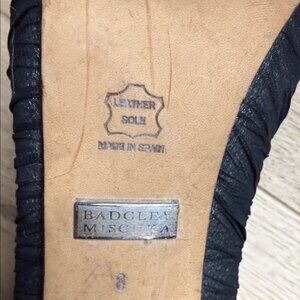 LEATHER
SOLE
MADE IN SPAIN
BADGLEY
MISCHKA
8